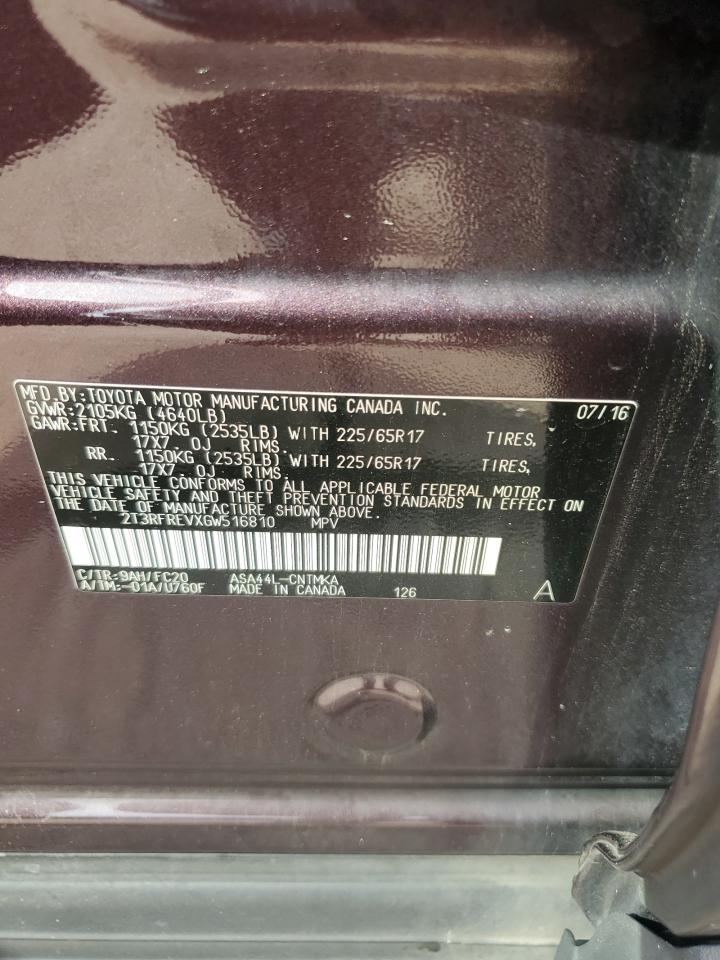 MFD.BY:TOYOTA MOTOR MANUFACTURING CANADA INC. 07/16
GVWR:2105KG (4640LB)
GAWR:FRT. 1150KG (2535LB) WITH 225/65R17 TIRES,
17X7 OJ RIMS.
RR. 1150KG (2535LB) WITH 225/65R17 TIRES,
17X7 OJ RIMS.
THIS VEHICLE CONFORMS TO ALL APPLICABLE FEDERAL MOTOR
VEHICLE SAFETY AND THEFT PREVENTION STANDARDS IN EFFECT ON
THE DATE OF MANUFACTURE SHOWN ABOVE.
2T3RFREVXGW516810 MPV
C/TR:9AH/FC20 ASA44L-CNTMKA
A/TM:-01A/U760F MADE IN CANADA 126 A